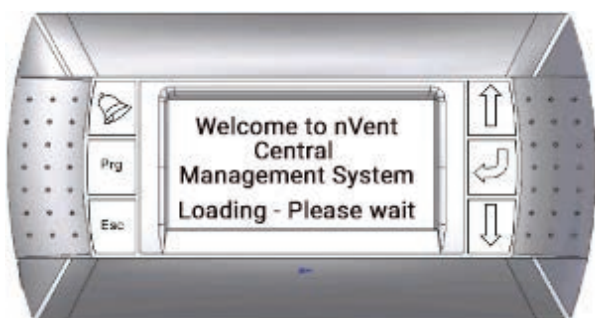 Prg
Esc
Welcome to nVent
Central
Management System
Loading - Please wait